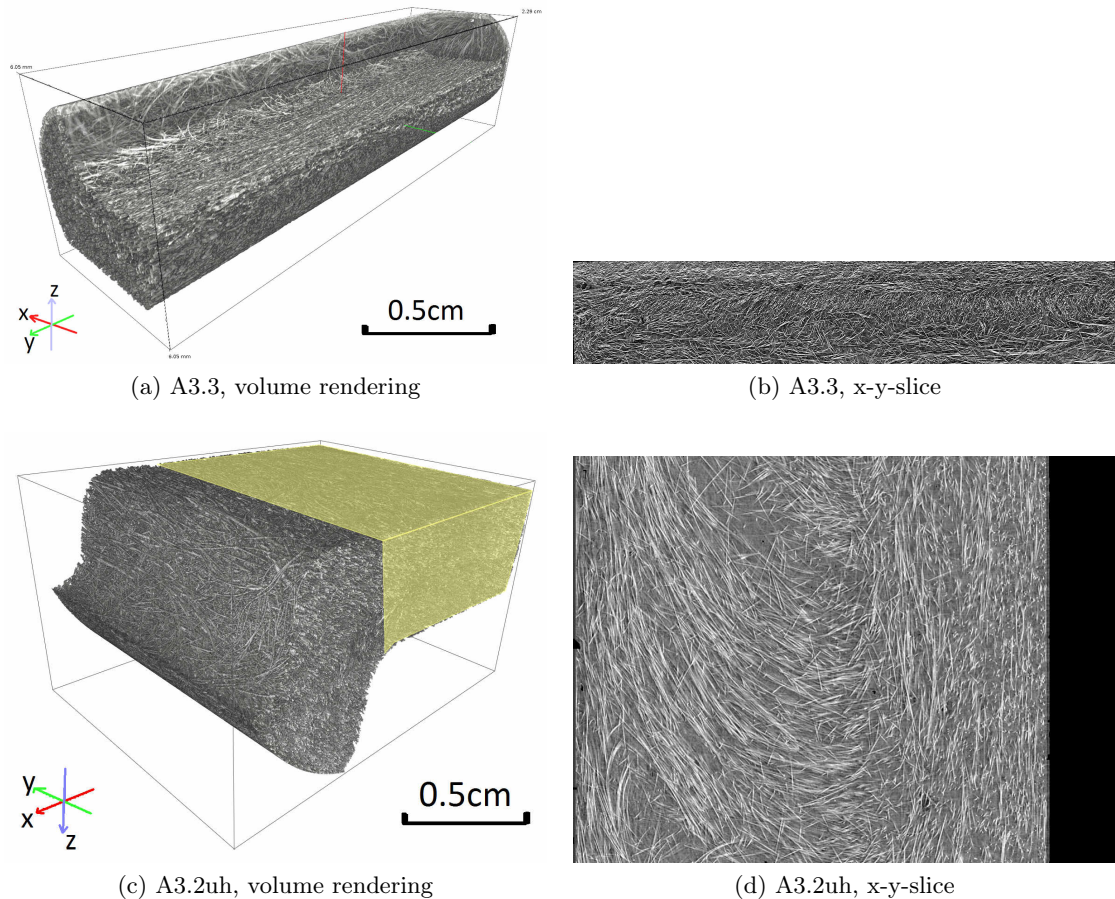 2.28 cm
6.05 mm
z
x
y
0.5cm
6.05 mm
(a) A3.3, volume rendering
(b) A3.3, x-y-slice
y
x
z
0.5cm
(c) A3.2uh, volume rendering
(d) A3.2uh, x-y-slice